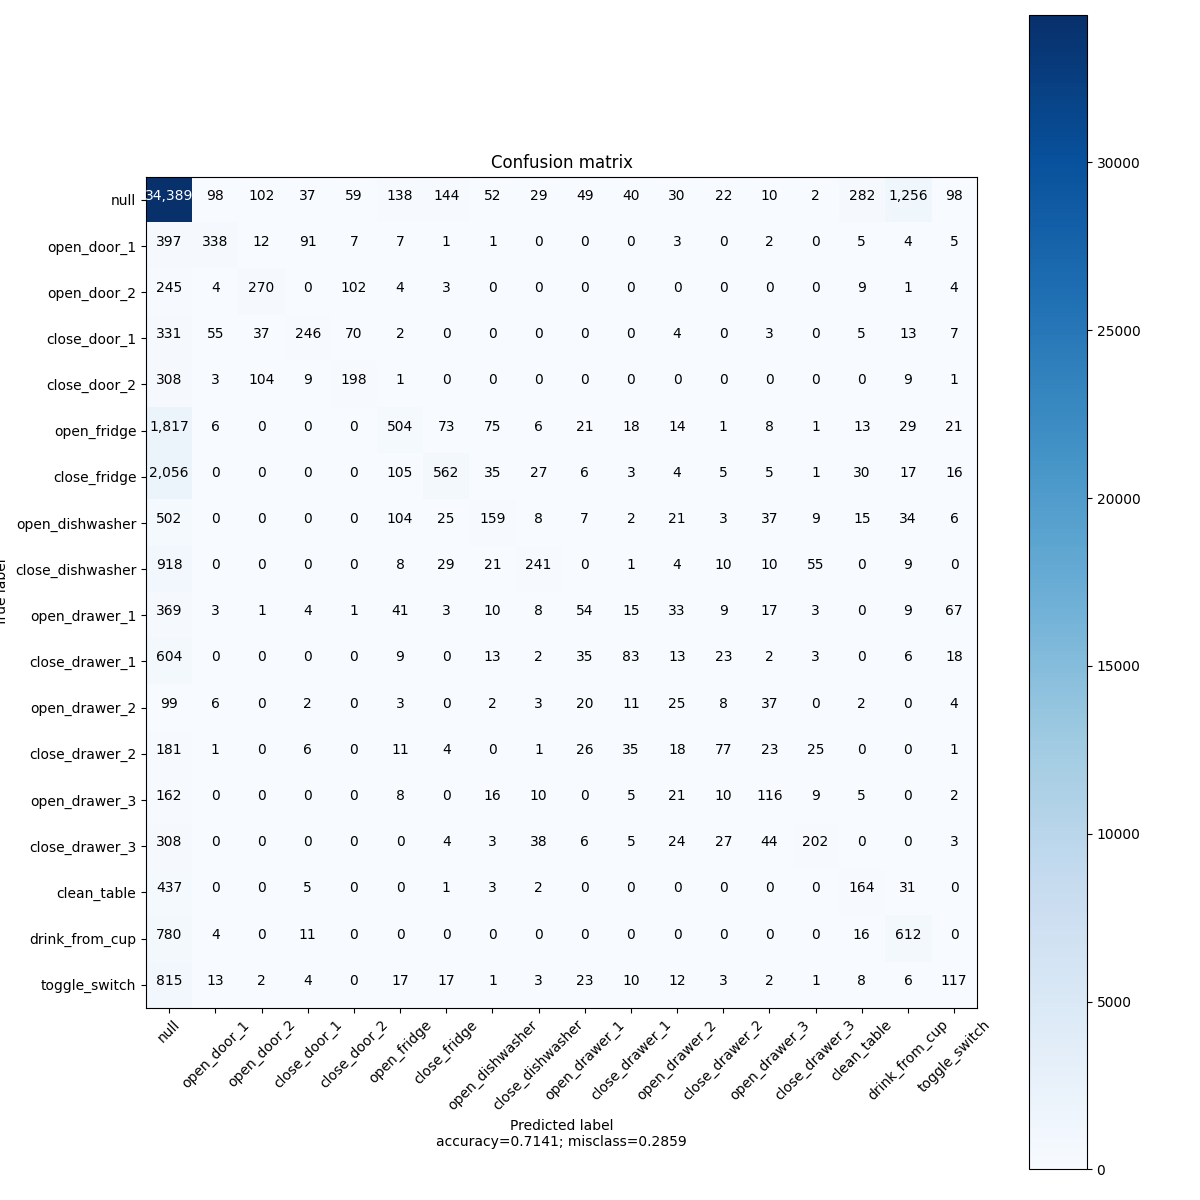 Confusion matrix
null 34,389 98 102 37 59 138 144 52 29 49 40 30 22 10 2 282 1,256 98
open_door_1 397 338 12 91 7 7 1 1 0 0 0 3 0 2 0 5 4 5
open_door_2 245 4 270 0 102 4 3 0 0 0 0 0 0 0 0 9 1 4
close_door_1 331 55 37 246 70 2 0 0 0 0 0 4 0 3 0 5 13 7
close_door_2 308 3 104 9 198 1 0 0 0 0 0 0 0 0 0 0 9 1
open_fridge 1,817 6 0 0 0 504 73 75 6 21 18 14 1 8 1 13 29 21
close_fridge 2,056 0 0 0 0 105 562 35 27 6 3 4 5 5 1 30 17 16
open_dishwasher 502 0 0 0 0 104 25 159 8 7 2 21 3 37 9 15 34 6
close_dishwasher 918 0 0 0 0 8 29 21 241 0 1 4 10 10 55 0 9 0
open_drawer_1 369 3 1 4 1 41 3 10 8 54 15 33 9 17 3 0 9 67
close_drawer_1 604 0 0 0 0 9 0 13 2 35 83 13 23 2 3 0 6 18
open_drawer_2 99 6 0 2 0 3 0 2 3 20 11 25 8 37 0 2 0 4
close_drawer_2 181 1 0 6 0 11 4 0 1 26 35 18 77 23 25 0 0 1
open_drawer_3 162 0 0 0 0 8 0 16 10 0 5 21 10 116 9 5 0 2
close_drawer_3 308 0 0 0 0 0 4 3 38 6 5 24 27 44 202 0 0 3
clean_table 437 0 0 5 0 0 1 3 2 0 0 0 0 0 0 164 31 0
drink_from_cup 780 4 0 11 0 0 0 0 0 0 0 0 0 0 0 16 612 0
toggle_switch 815 13 2 4 0 17 17 1 3 23 10 12 3 2 1 8 6 117
null open_door_1 open_door_2 close_door_1 close_door_2 open_fridge close_fridge open_dishwasher close_dishwasher open_drawer_1 close_drawer_1 open_drawer_2 close_drawer_2 open_drawer_3 close_drawer_3 clean_table drink_from_cup toggle_switch
Predicted label
accuracy=0.7141; misclass=0.2859
30000
25000
20000
15000
10000
5000
0